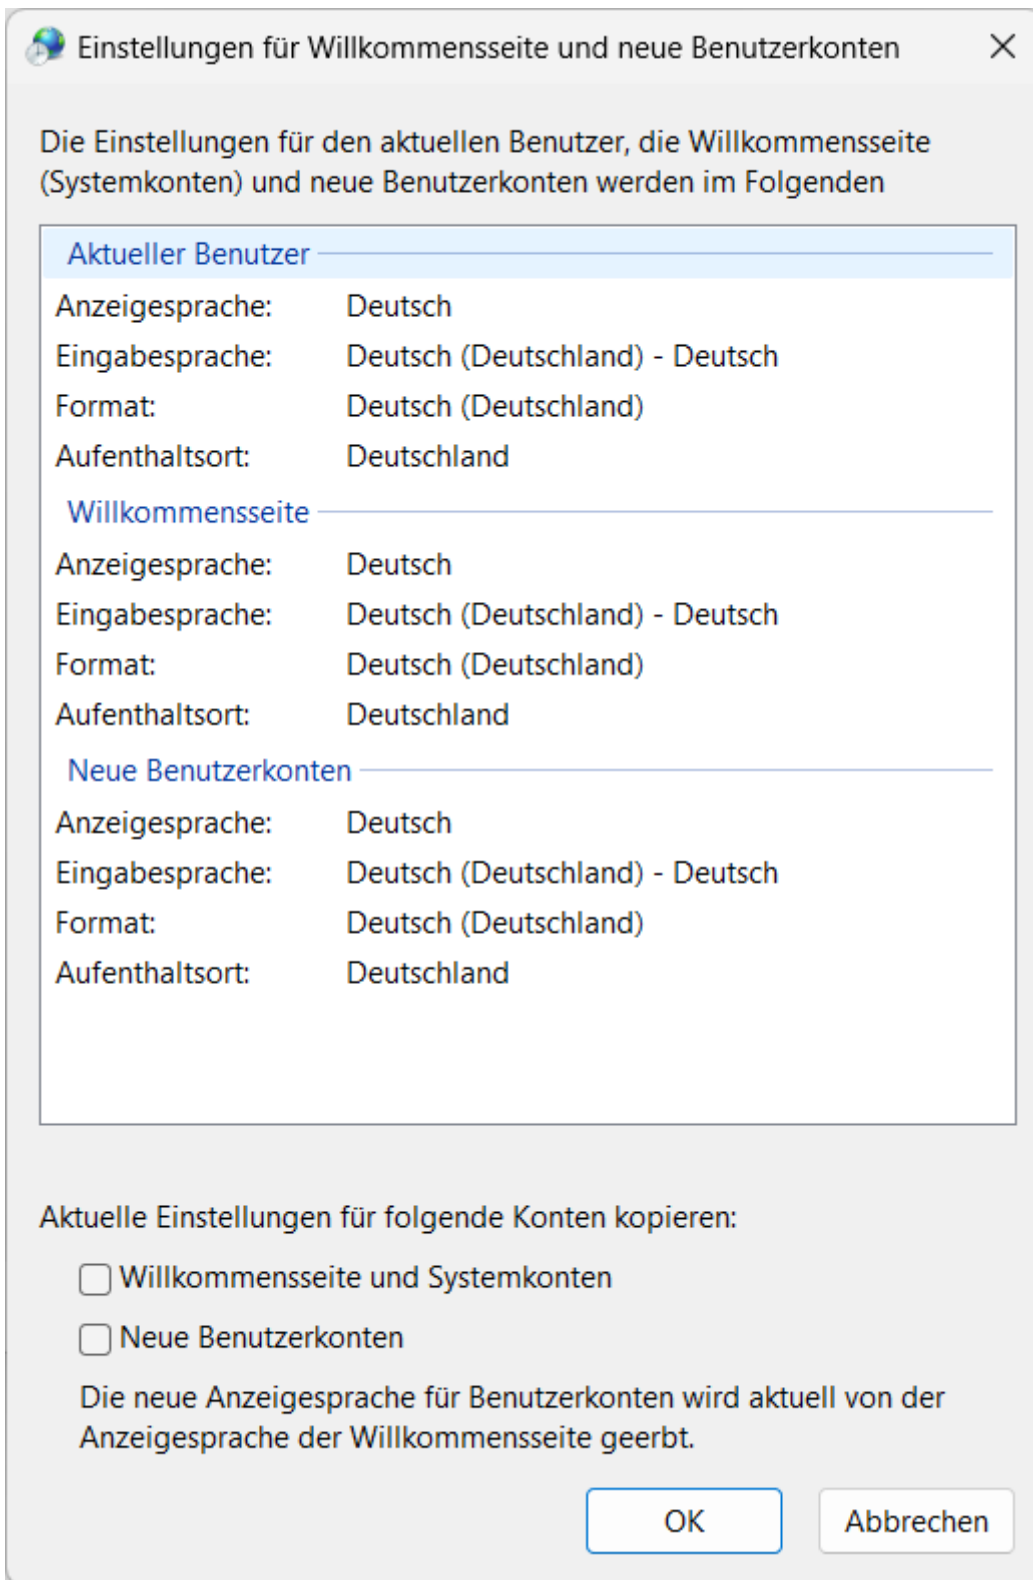 Einstellungen für Willkommensseite und neue Benutzerkonten
Die Einstellungen für den aktuellen Benutzer, die Willkommensseite
(Systemkonten) und neue Benutzerkonten werden im Folgenden
Aktueller Benutzer
Anzeigesprache: Deutsch
Eingabesprache: Deutsch (Deutschland) - Deutsch
Format: Deutsch (Deutschland)
Aufenthaltsort: Deutschland
Willkommensseite
Anzeigesprache: Deutsch
Eingabesprache: Deutsch (Deutschland) - Deutsch
Format: Deutsch (Deutschland)
Aufenthaltsort: Deutschland
Neue Benutzerkonten
Anzeigesprache: Deutsch
Eingabesprache: Deutsch (Deutschland) - Deutsch
Format: Deutsch (Deutschland)
Aufenthaltsort: Deutschland
Aktuelle Einstellungen für folgende Konten kopieren:
Willkommensseite und Systemkonten
Neue Benutzerkonten
Die neue Anzeigesprache für Benutzerkonten wird aktuell von der
Anzeigesprache der Willkommensseite geerbt.
OK Abbrechen